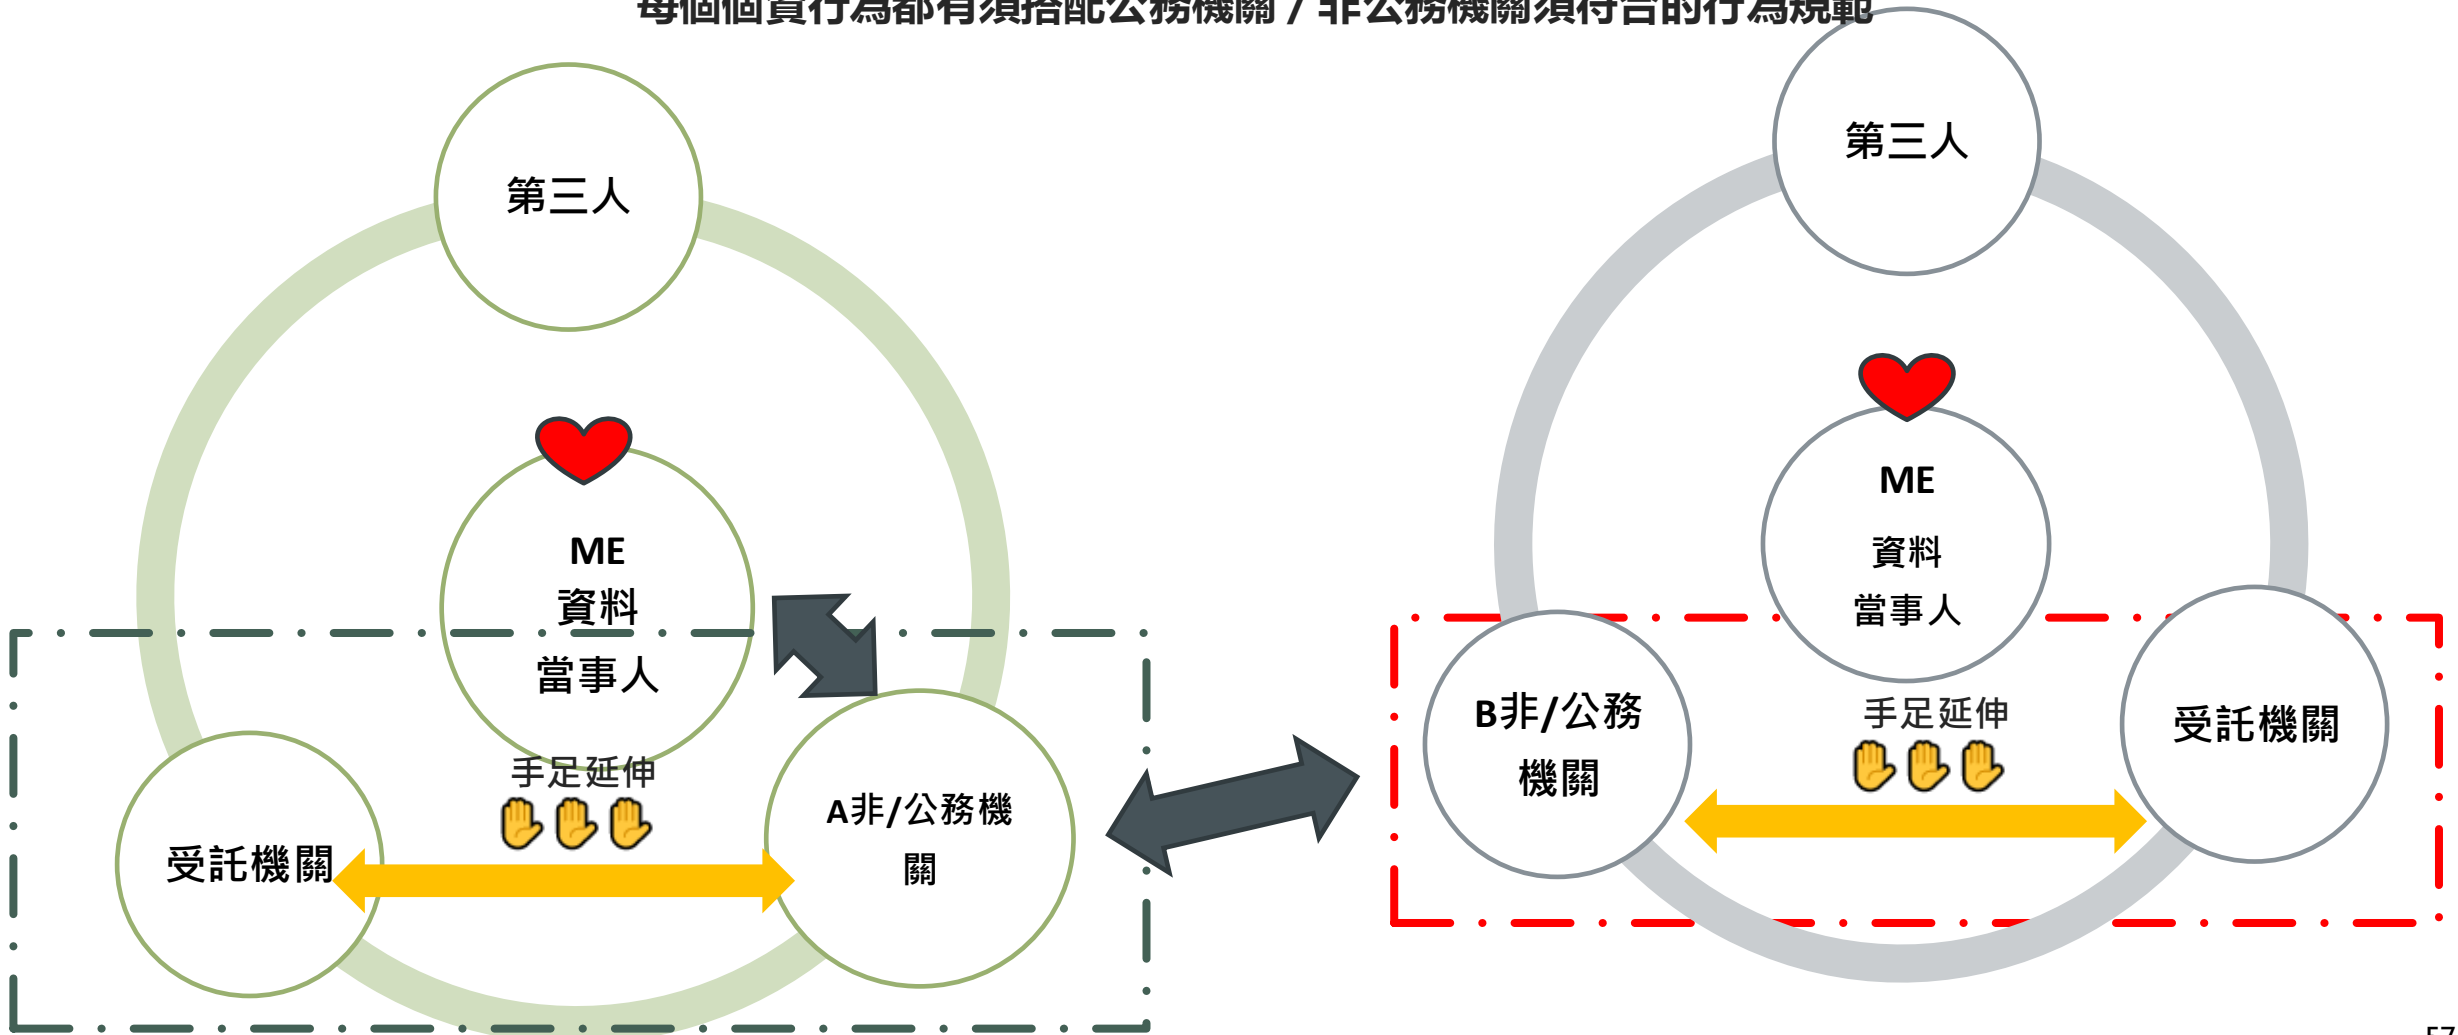 每個個資行為都有須搭配公務機關 / 非公務機關須符合的行為規範
第三人
ME
資料
當事人
手足延伸
受託機關
A非/公務機
關
第三人
ME
資料
當事人
手足延伸
B非/公務
機關
受託機關
57